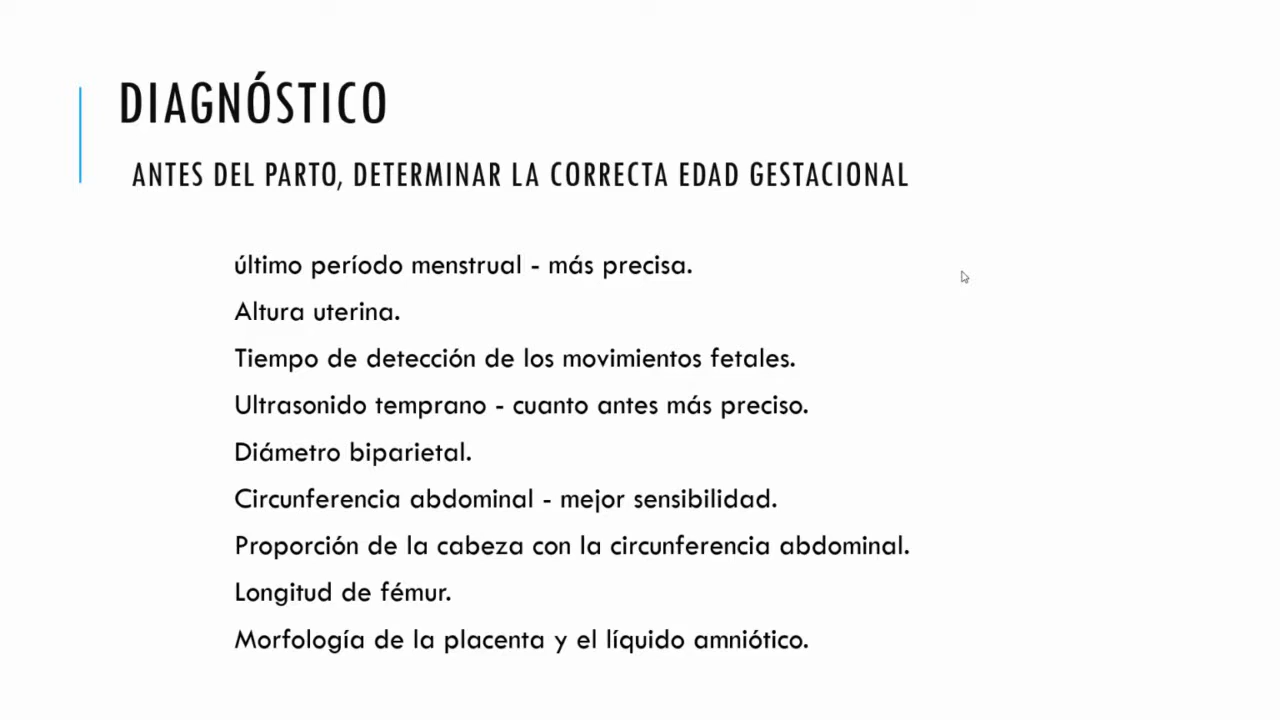 DIAGNÓSTICO
ANTES DEL PARTO, DETERMINAR LA CORRECTA EDAD GESTACIONAL
último período menstrual - más precisa.
Altura uterina.
Tiempo de detección de los movimientos fetales.
Ultrasonido temprano - cuanto antes más preciso.
Diámetro biparietal.
Circunferencia abdominal - mejor sensibilidad.
Proporción de la cabeza con la circunferencia abdominal.
Longitud de fémur.
Morfología de la placenta y el líquido amniótico.